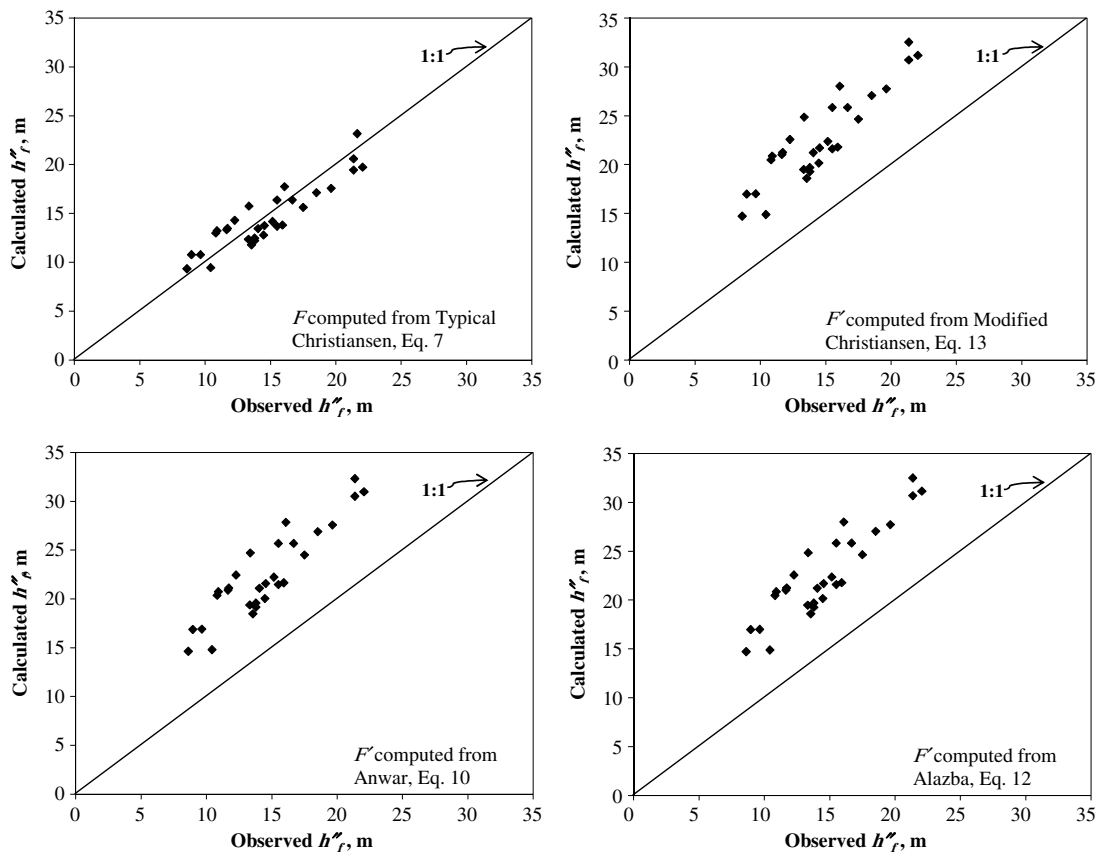 35
30
25
20
15
10
5
0
Calculated h″f, m
1:1
F computed from Typical
Christiansen, Eq. 7
0 5 10 15 20 25 30 35
Observed h″f, m
35
30
25
20
15
10
5
0
Calculated h″f, m
1:1
F′ computed from Modified
Christiansen, Eq. 13
0 5 10 15 20 25 30 35
Observed h″f, m
35
30
25
20
15
10
5
0
Calculated h″f, m
1:1
F′ computed from
Anwar, Eq. 10
0 5 10 15 20 25 30 35
Observed h″f, m
35
30
25
20
15
10
5
0
Calculated h″f, m
1:1
F′ computed from
Alazba, Eq. 12
0 5 10 15 20 25 30 35
Observed h″f, m